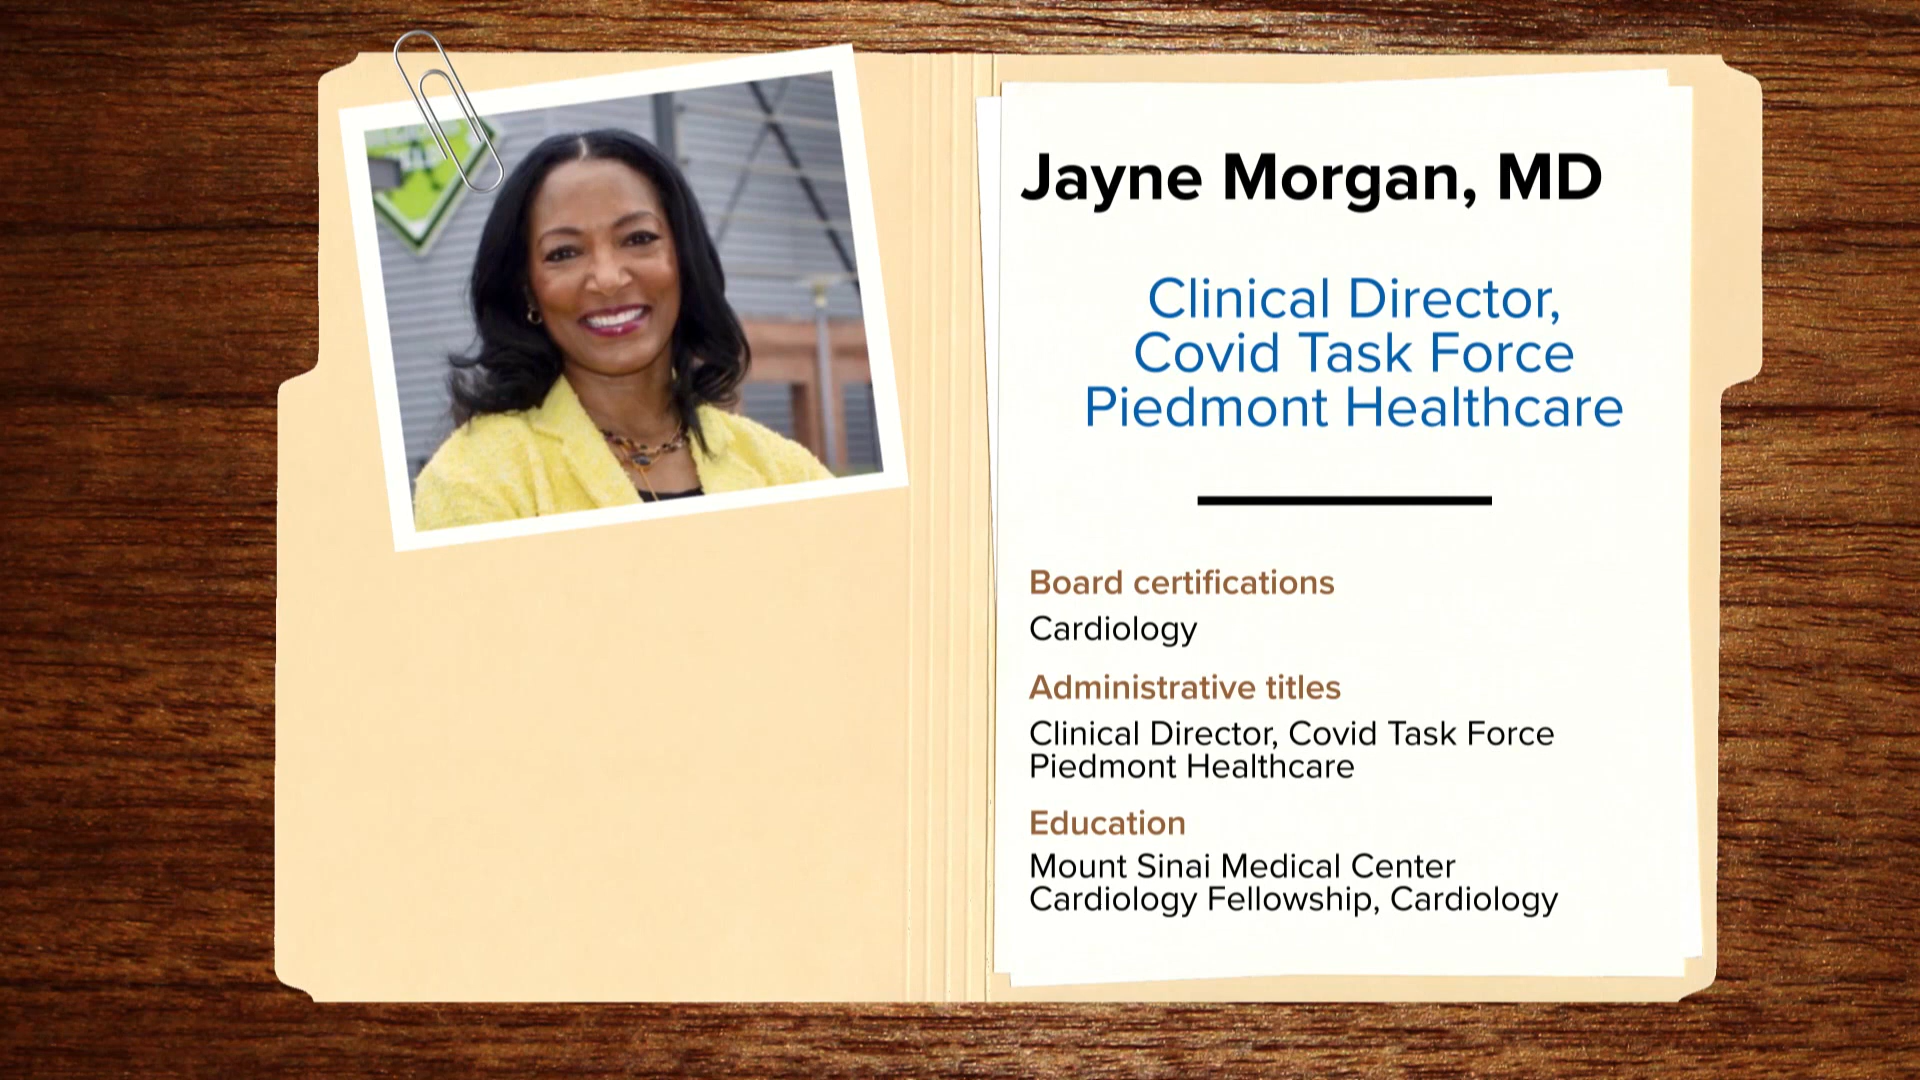 Jayne Morgan, MD
Clinical Director,
Covid Task Force
Piedmont Healthcare
Board certifications
Cardiology
Administrative titles
Clinical Director, Covid Task Force
Piedmont Healthcare
Education
Mount Sinai Medical Center
Cardiology Fellowship, Cardiology